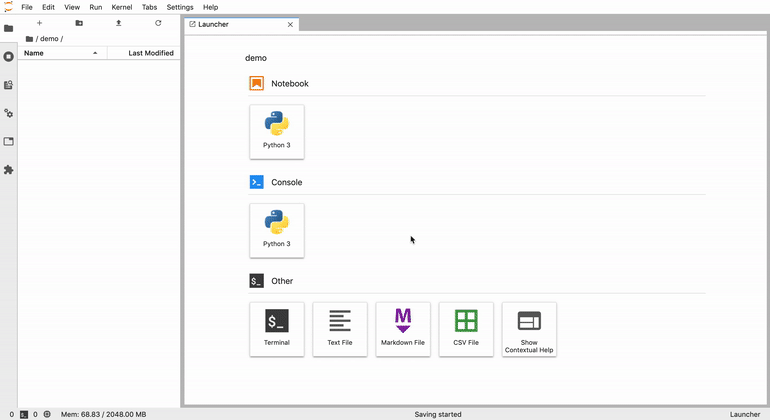 File Edit View Run Kernel Tabs Settings Help
Launcher
/ demo /
Name Last Modified
demo
Notebook
Python 3
Console
Python 3
$_ Other
$_ M
Terminal Text File Markdown File CSV File Show
Contextual Help
0 $_ 0 Mem: 68.83 / 2048.00 MB Saving started Launcher